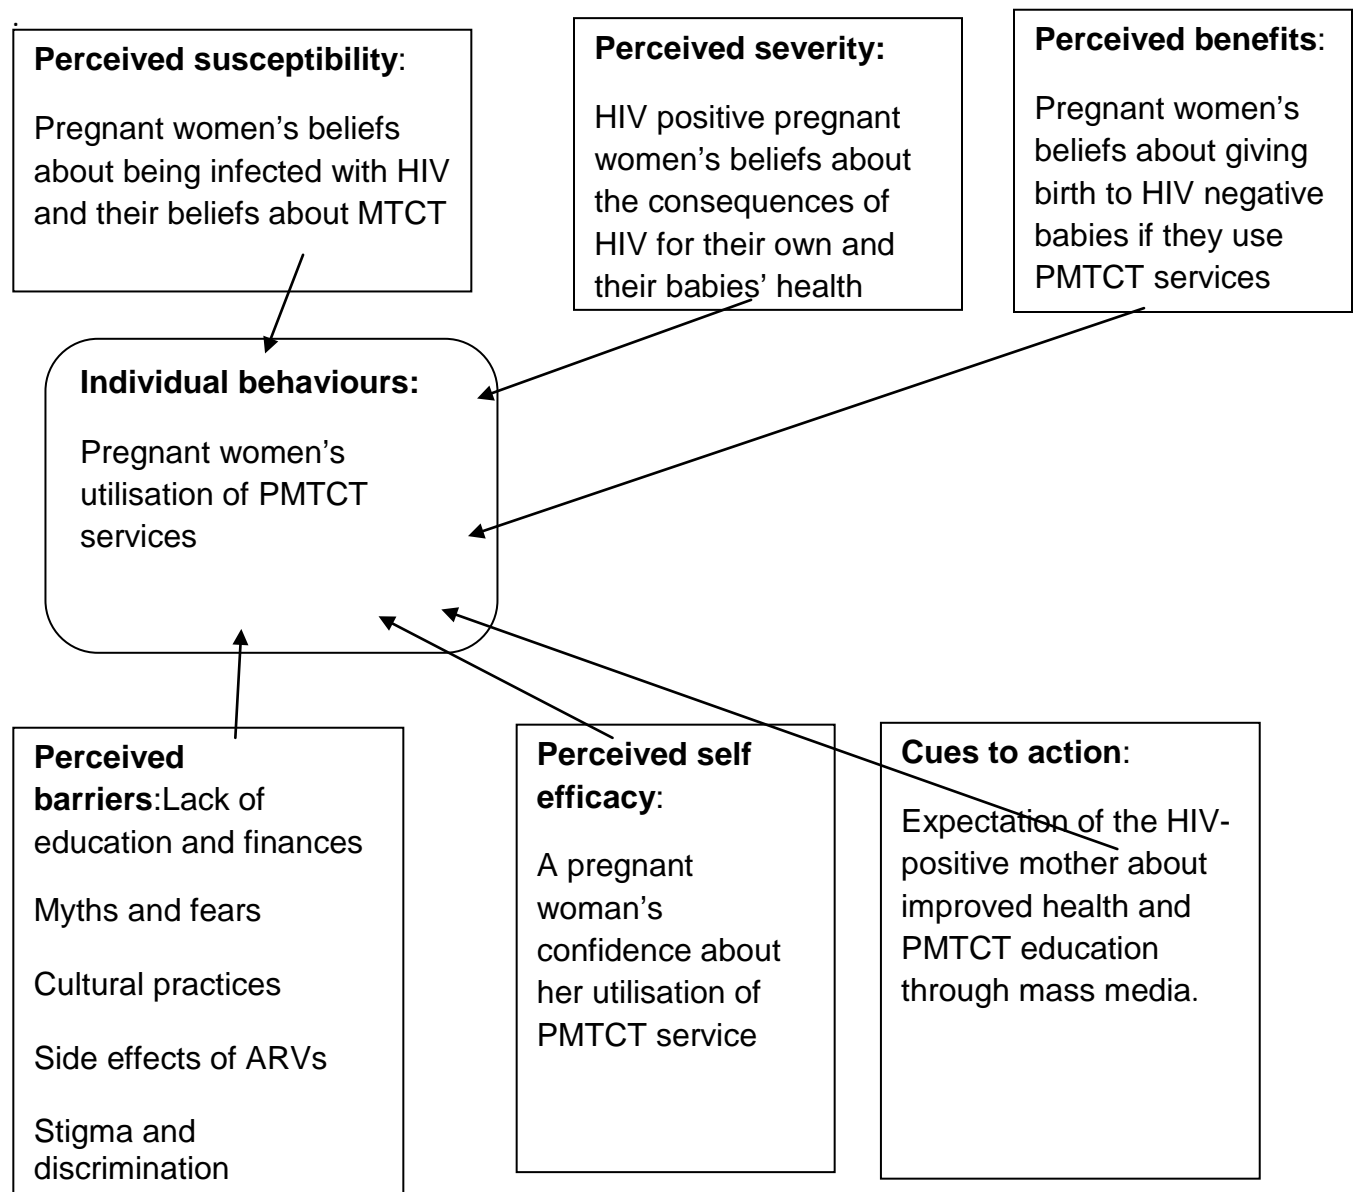 .
Perceived susceptibility:
Pregnant women’s beliefs
about being infected with HIV
and their beliefs about MTCT
Perceived severity:
HIV positive pregnant
women’s beliefs about
the consequences of
HIV for their own and
their babies’ health
Perceived benefits:
Pregnant women’s
beliefs about giving
birth to HIV negative
babies if they use
PMTCT services
Individual behaviours:
Pregnant women’s
utilisation of PMTCT
services
Perceived
barriers:Lack of
education and finances
Myths and fears
Cultural practices
Side effects of ARVs
Stigma and
discrimination
Perceived self
efficacy:
A pregnant
woman’s
confidence about
her utilisation of
PMTCT service
Cues to action:
Expectation of the HIV-
positive mother about
improved health and
PMTCT education
through mass media.